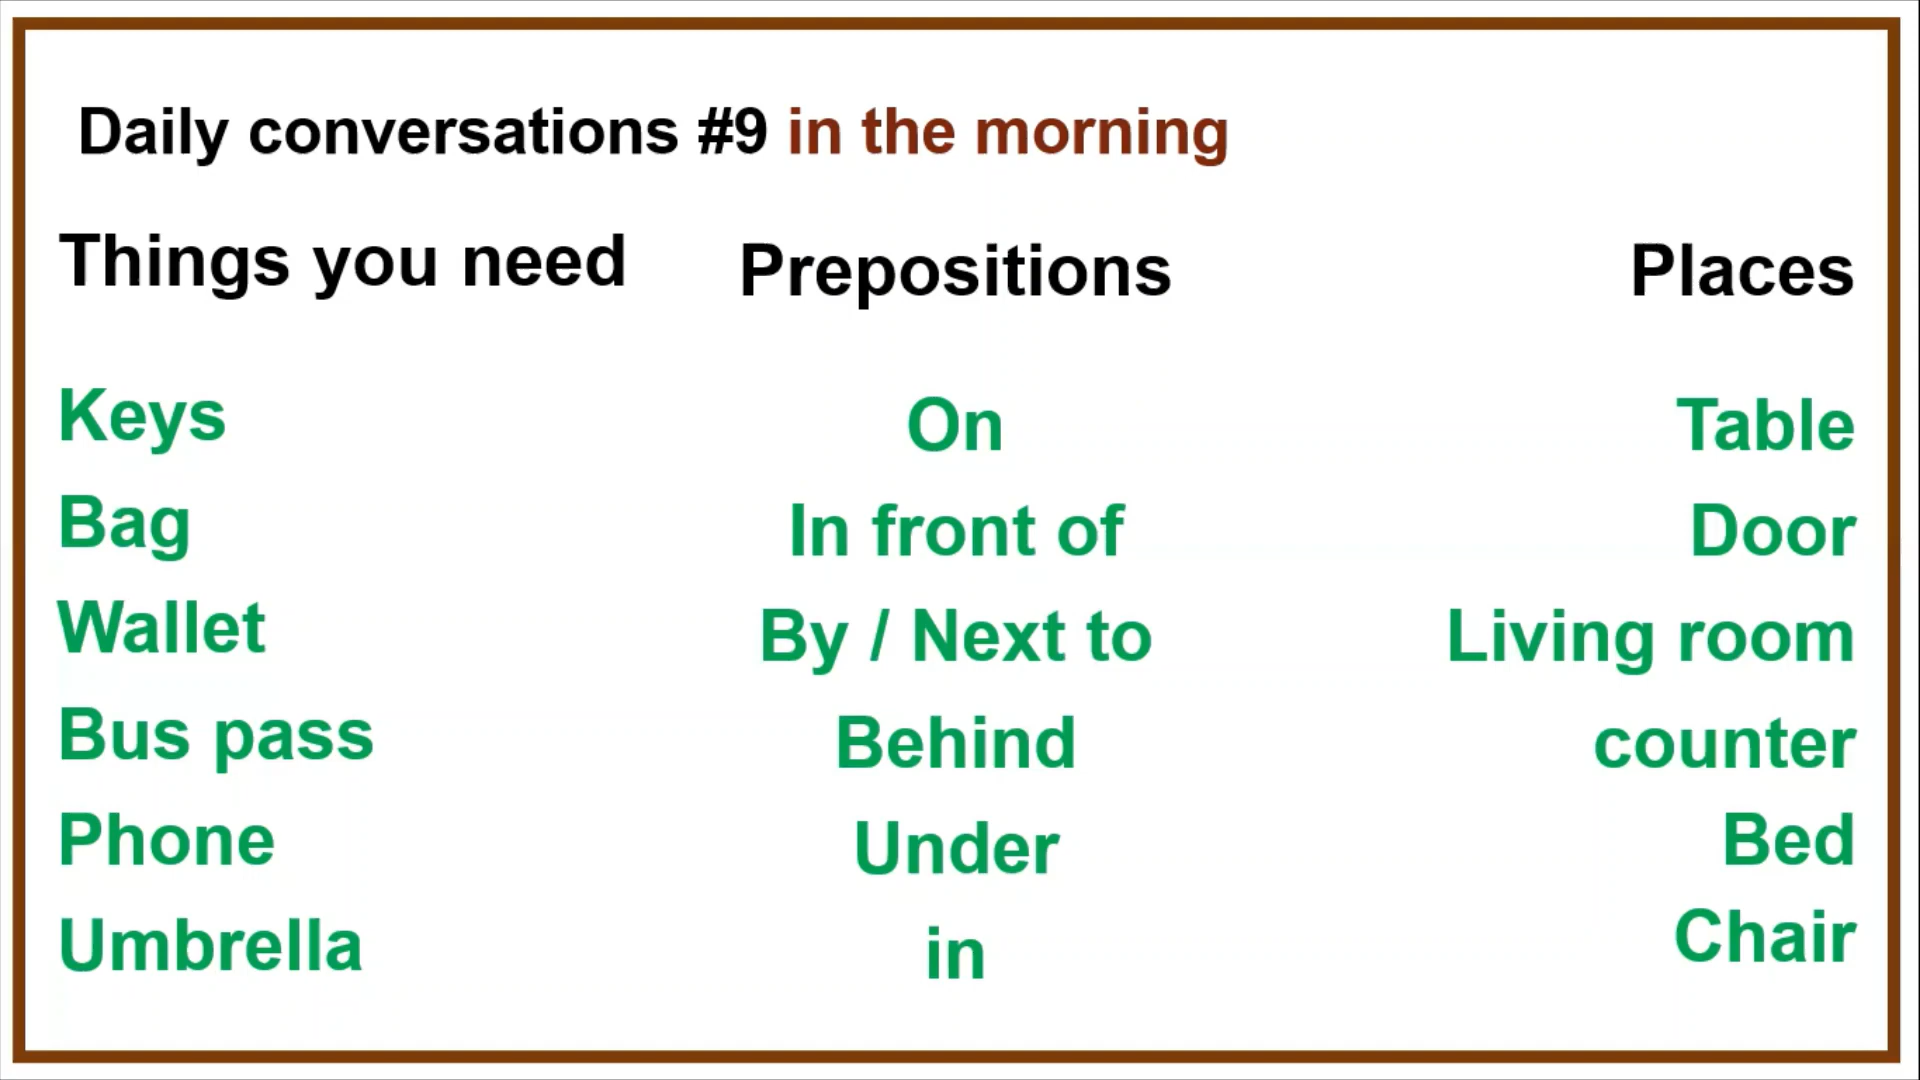 Daily conversations #9 in the morning
Things you need
Keys
Bag
Wallet
Bus pass
Phone
Umbrella
Prepositions
On
In front of
By / Next to
Behind
Under
in
Places
Table
Door
Living room
counter
Bed
Chair